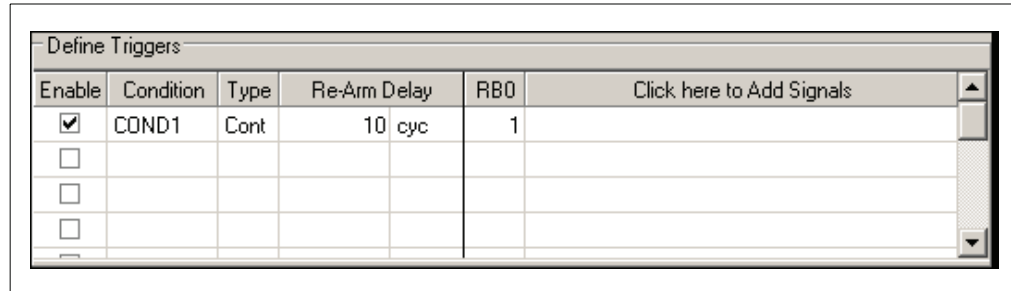 Define Triggers
Enable Condition Type Re-Arm Delay RB0 Click here to Add Signals
COND1 Cont 10 cyc 1